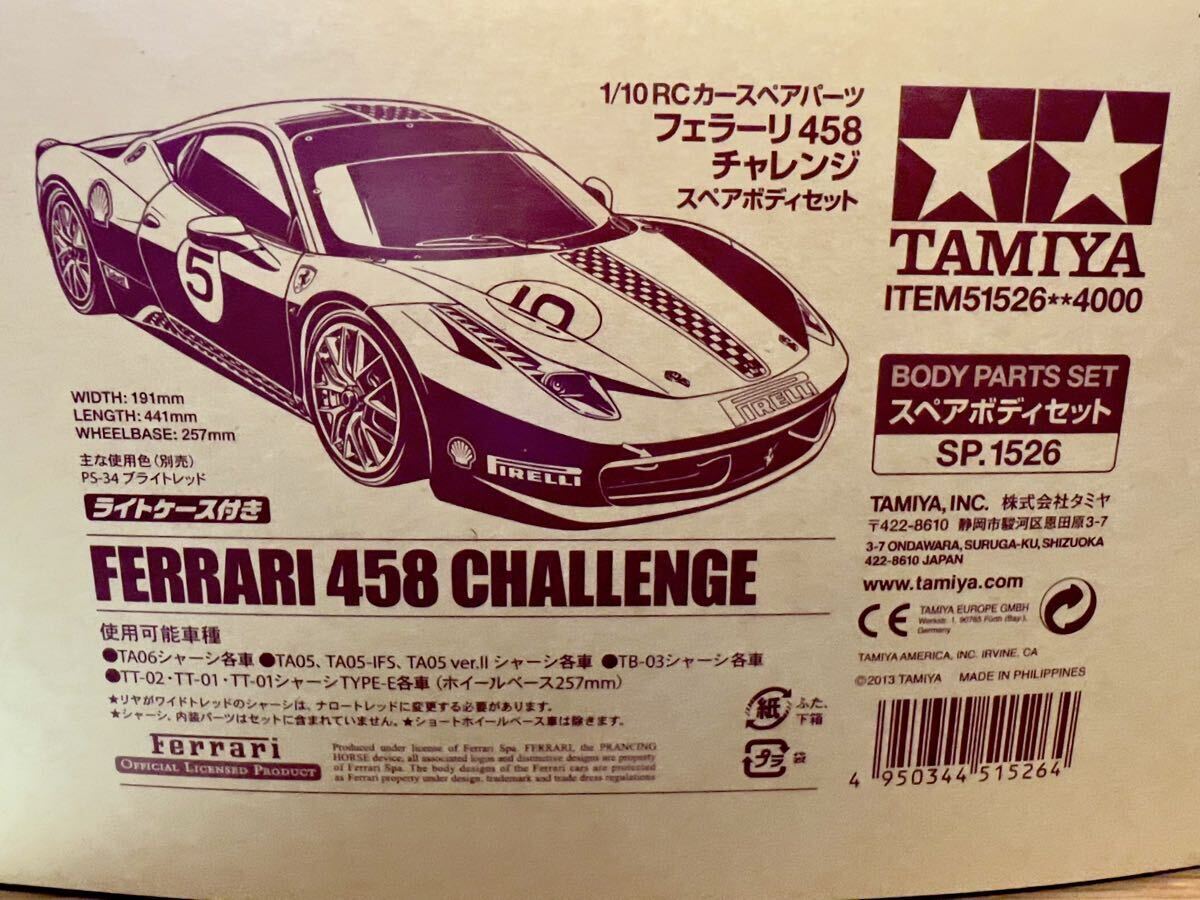 1/10 RCカースペアパーツ
フェラーリ458
チャレンジ
スペアボディセット
TAMIYA
ITEM51526**4000
BODY PARTS SET
スペアボディセット
SP.1526
5
5
PIRELLI
PIRELLI
WIDTH: 191mm
LENGTH: 441mm
WHEELBASE: 257mm
主な使用色（別売）
PS-34 ブライトレッド
ライトケース付き
FERRARI 458 CHALLENGE
使用可能車種
●TA06シャーシ各車 ●TA05、TA05-IFS、TA05 ver.II シャーシ各車 ●TB-03シャーシ各車
●TT-02・TT-01・TT-01シャーシTYPE-E各車（ホイールベース257mm）
★リヤがワイドトレッドのシャーシは、ナロートレッドに変更する必要があります。
★シャーシ、内装パーツはセットに含まれていません。★ショートホイールベース車は除きます。
Ferrari
OFFICIAL LICENSED PRODUCT
Produced under license of Ferrari Spa. FERRARI, the PRANCING
HORSE device, all associated logos and distinctive designs are property
of Ferrari Spa. The body designs of the Ferrari cars are protected
as Ferrari property under design, trademark and trade dress regulations
TAMIYA, INC. 株式会社タミヤ
〒422-8610 静岡市駿河区恩田原3-7
3-7 ONDAWARA, SURUGA-KU, SHIZUOKA
422-8610 JAPAN
www.tamiya.com
CE
TAMIYA EUROPE GMBH
Werkstr. 1, 90765 Fürth (Bay.),
Germany
TAMIYA AMERICA, INC. IRVINE, CA
©2013 TAMIYA MADE IN PHILIPPINES
紙 ふた、
下箱
プラ 袋
4 950344 515264